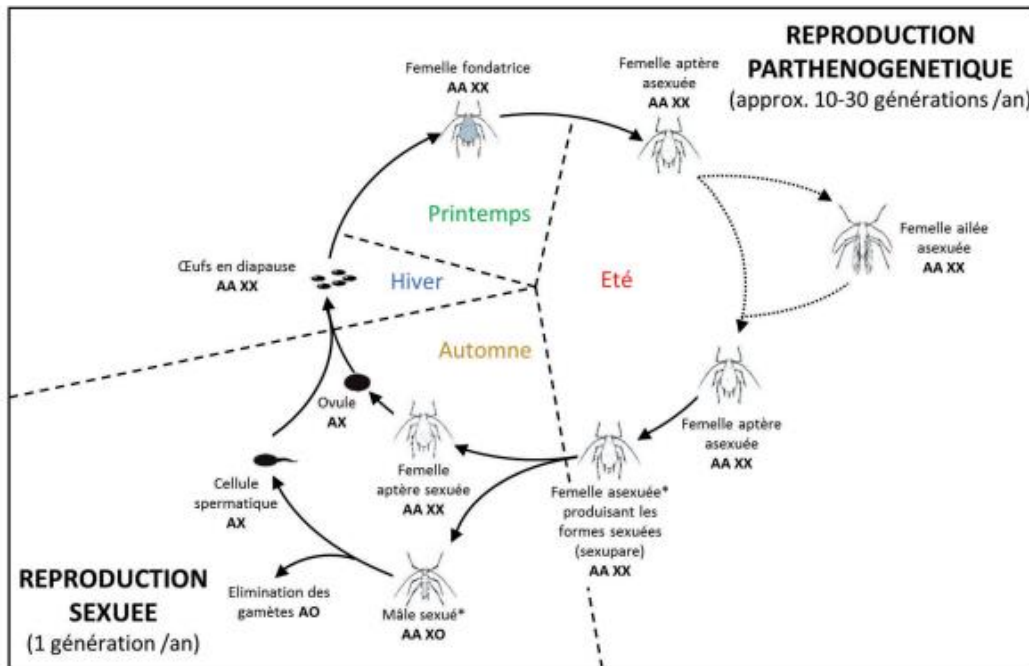 REPRODUCTION
PARTHENOGENETIQUE
(approx. 10-30 générations /an)
Femelle fondatrice
AA XX
Femelle aptère
asexuée
AA XX
Femelle ailée
asexuée
AA XX
Printemps
Œufs en diapause
AA XX
Hiver
Eté
Automne
Ovule
AX
Femelle aptère
asexuée
AA XX
Cellule
spermatique
AX
Femelle
aptère sexuée
AA XX
Femelle asexuée*
produisant les
formes sexuées
(sexupare)
AA XX
REPRODUCTION
SEXUEE
(1 génération /an)
Elimination des
gamètes AO
Mâle sexué*
AA XO